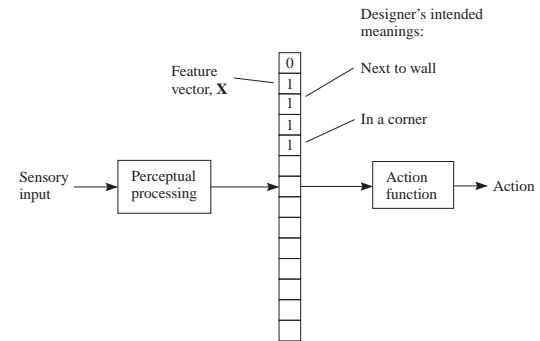 Designer's intended
meanings:
0
Feature
vector, X
1
Next to wall
1
1
In a corner
1
Sensory
input
Perceptual
processing
Action
function
Action